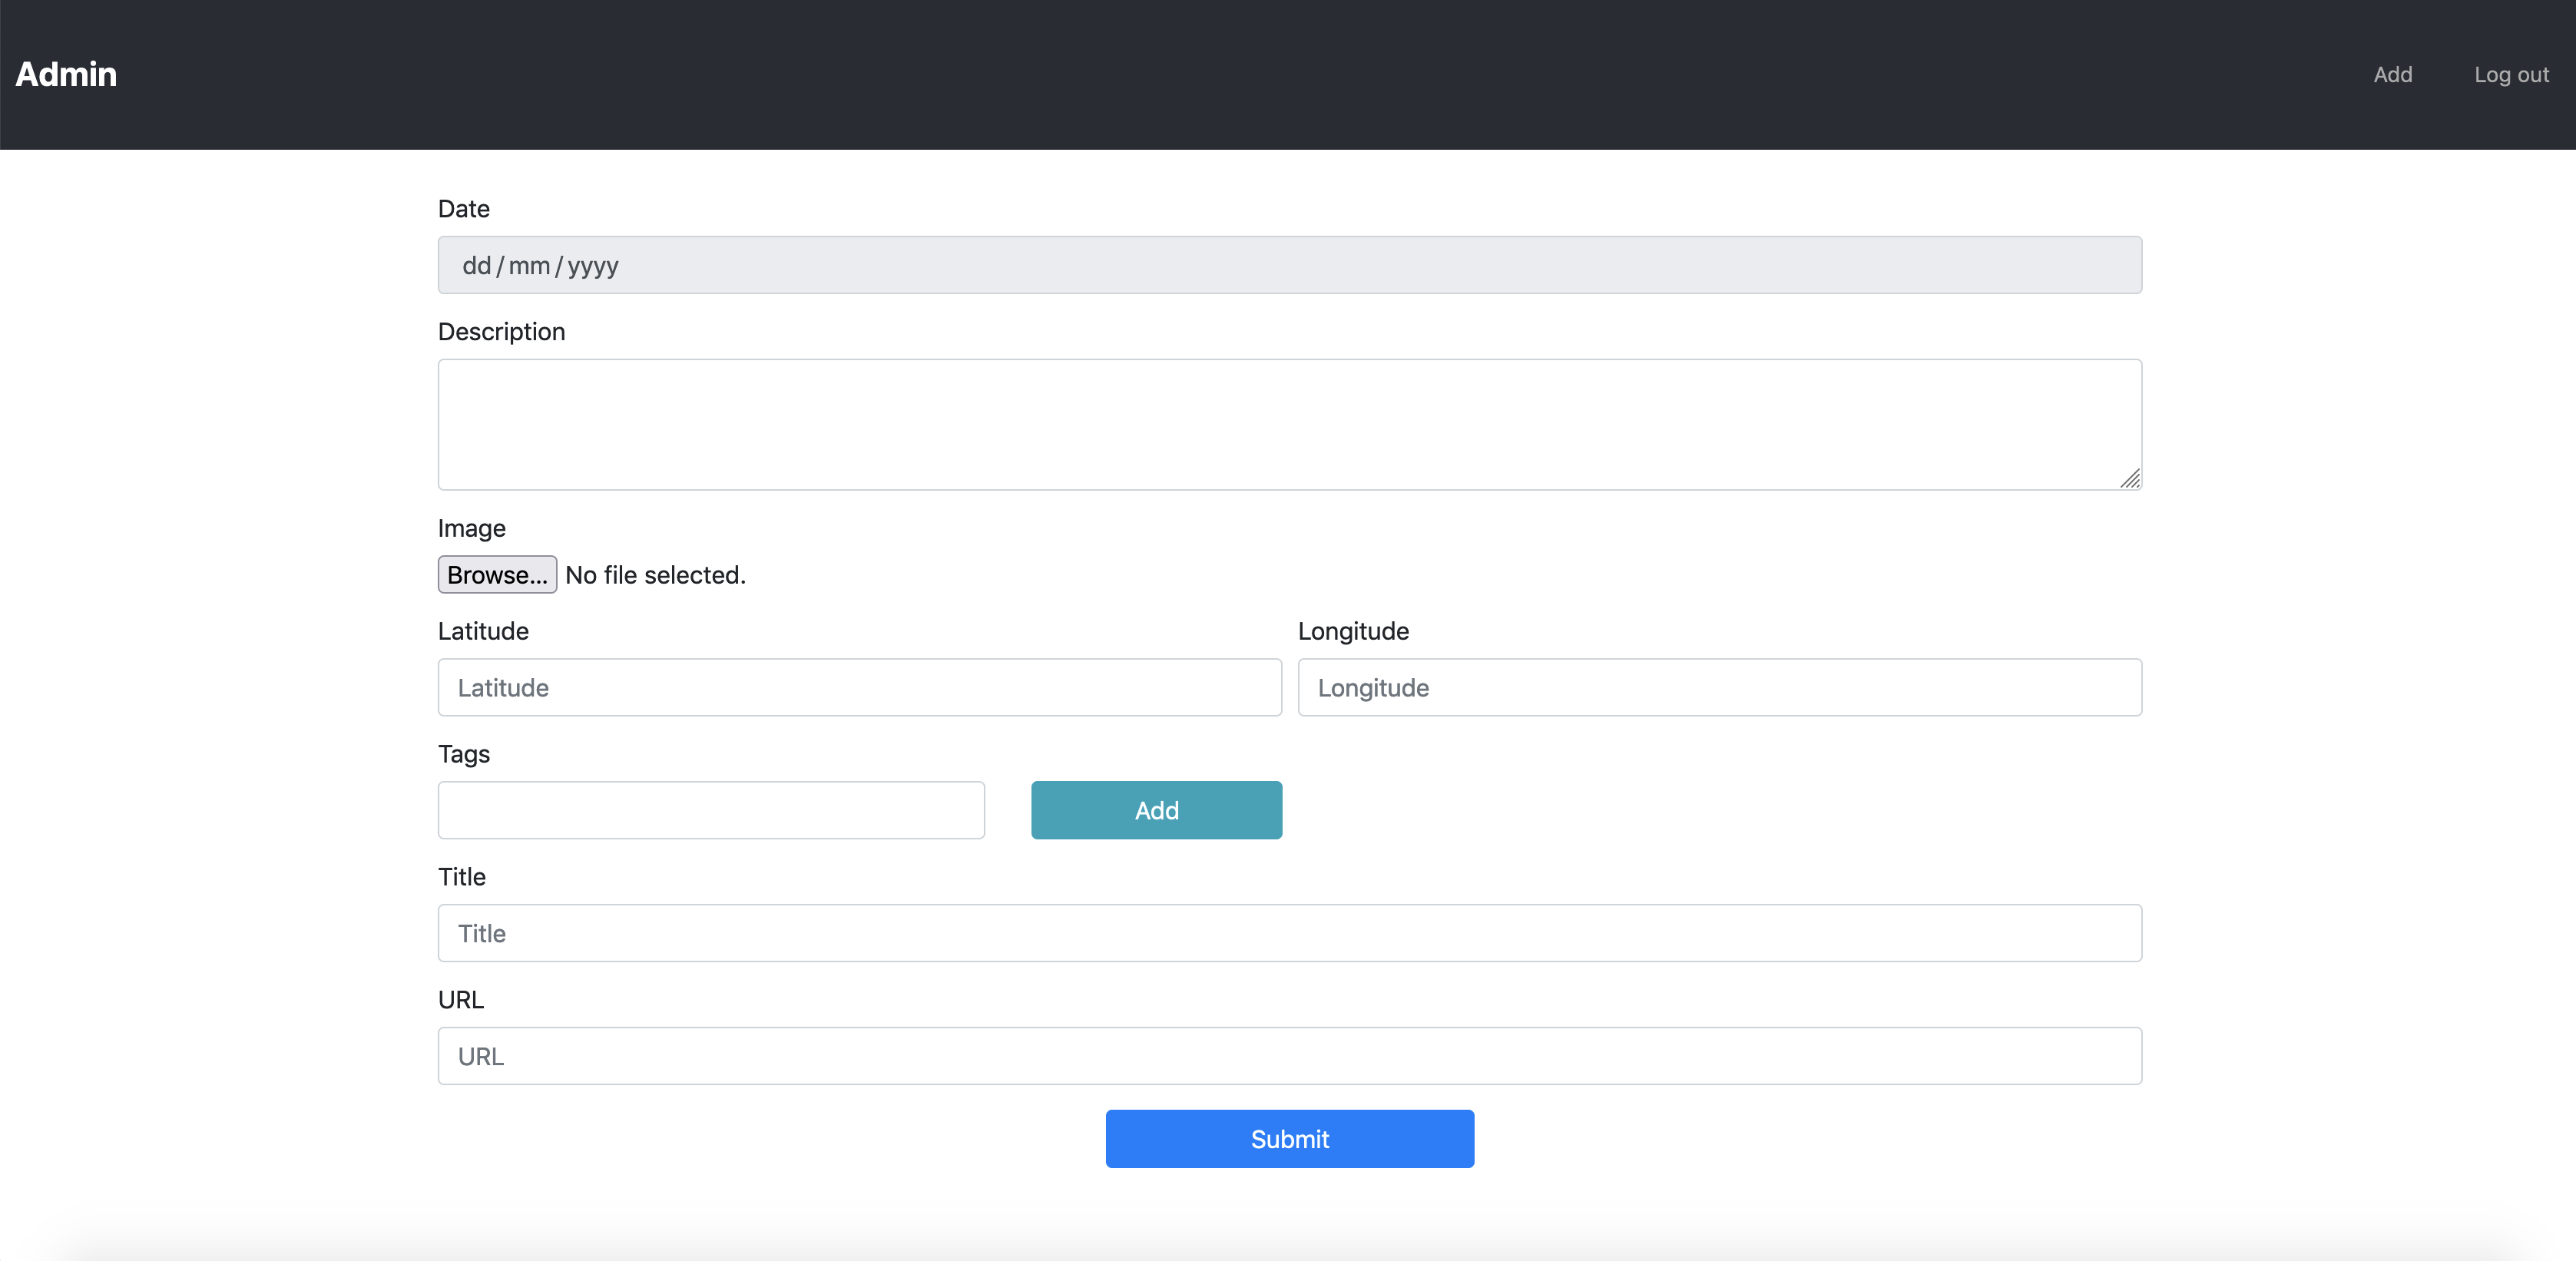 Admin
Add
Log out
Date
dd/mm/yyyy
Description
Image
Browse... No file selected.
Latitude
Longitude
Latitude
Longitude
Tags
Add
Title
Title
URL
URL
Submit